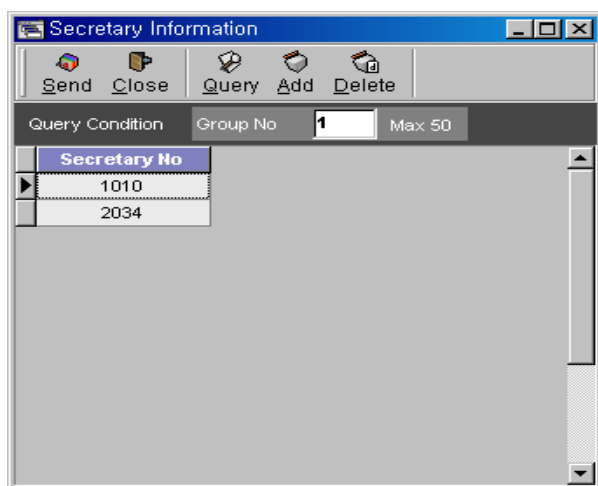 Secretary Information
Send Close Query Add Delete
Query Condition Group No 1 Max 50
Secretary No
1010
2034